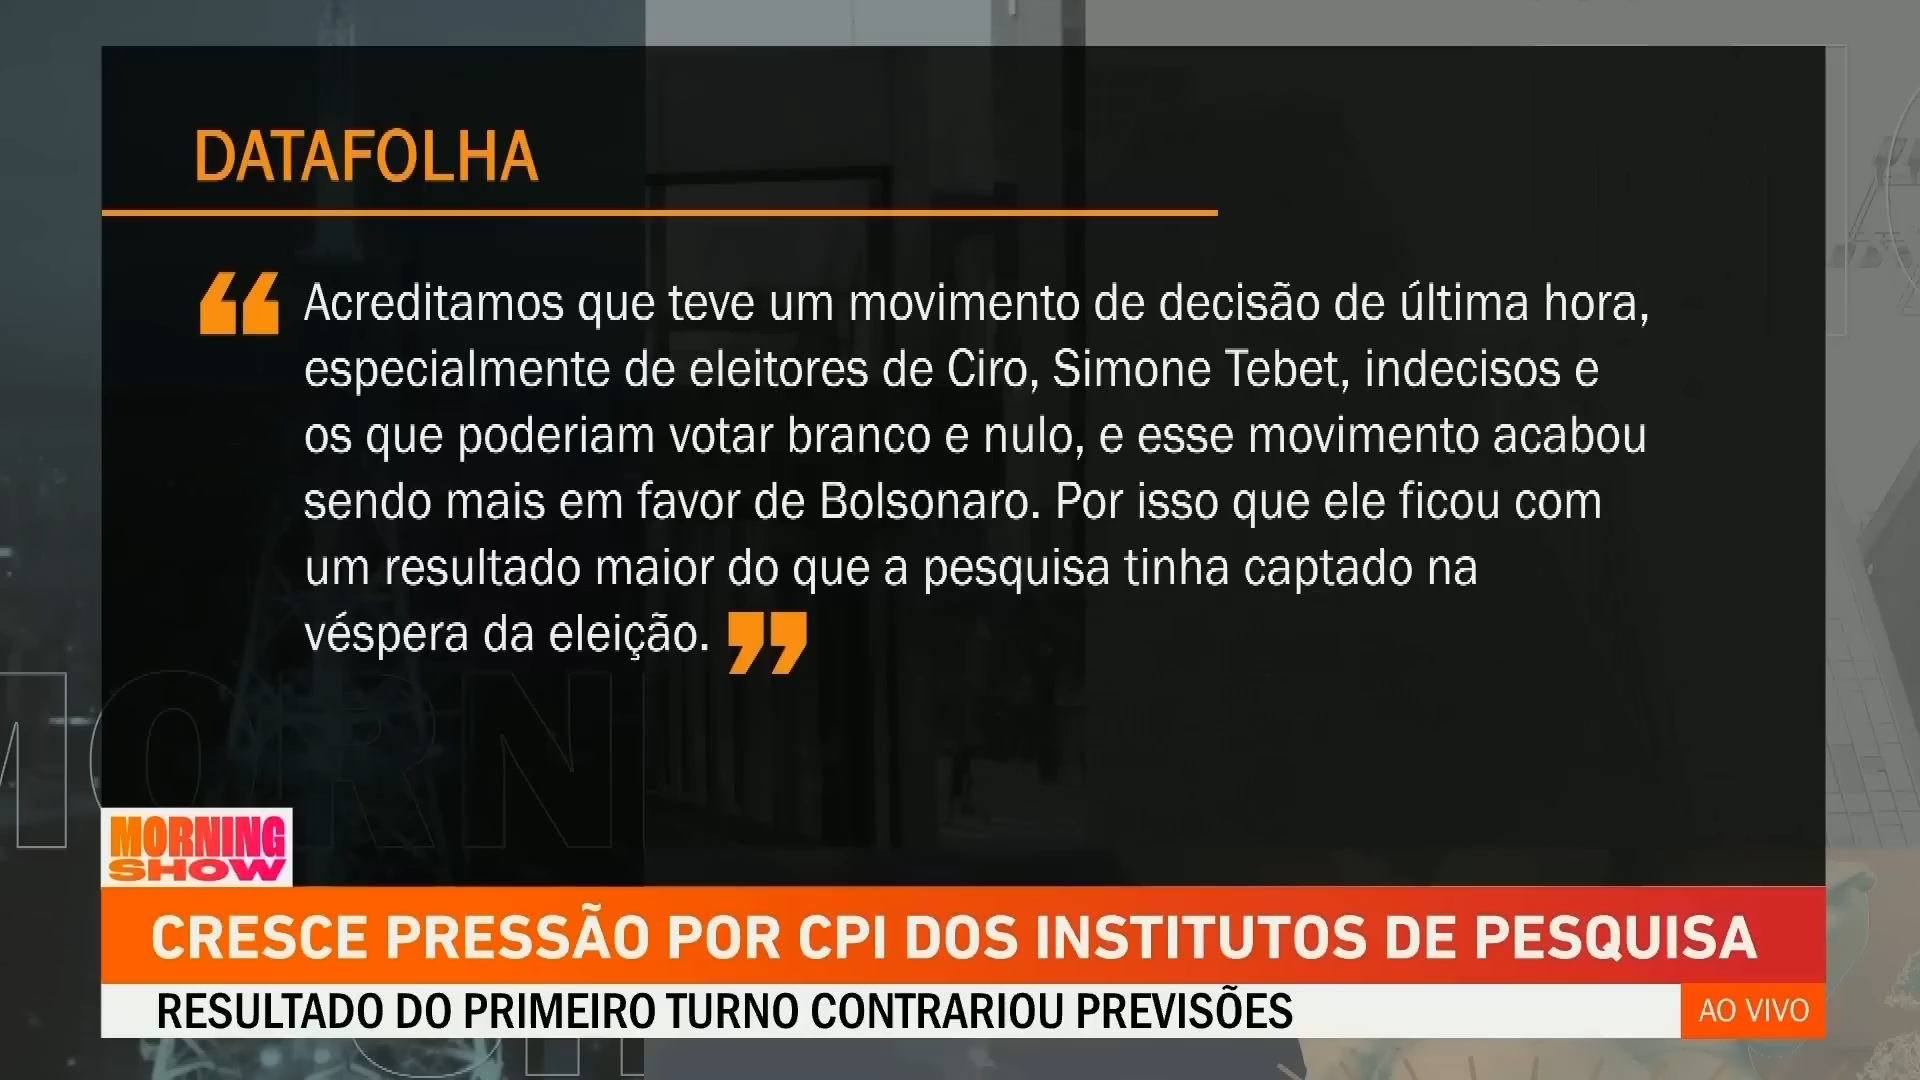 DATAFOLHA
“ Acreditamos que teve um movimento de decisão de última hora,
especialmente de eleitores de Ciro, Simone Tebet, indecisos e
os que poderiam votar branco e nulo, e esse movimento acabou
sendo mais em favor de Bolsonaro. Por isso que ele ficou com
um resultado maior do que a pesquisa tinha captado na
véspera da eleição. ”
MORN
MORNING
SHOW
CRESCE PRESSÃO POR CPI DOS INSTITUTOS DE PESQUISA
RESULTADO DO PRIMEIRO TURNO CONTRARIOU PREVISÕES
AO VIVO